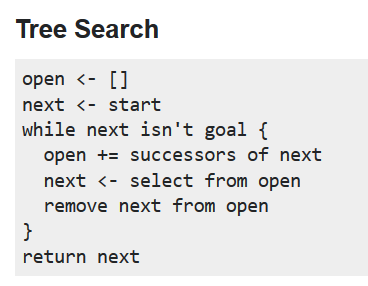 Tree Search
open <- []
next <- start
while next isn't goal {
  open += successors of next
  next <- select from open
  remove next from open
}
return next